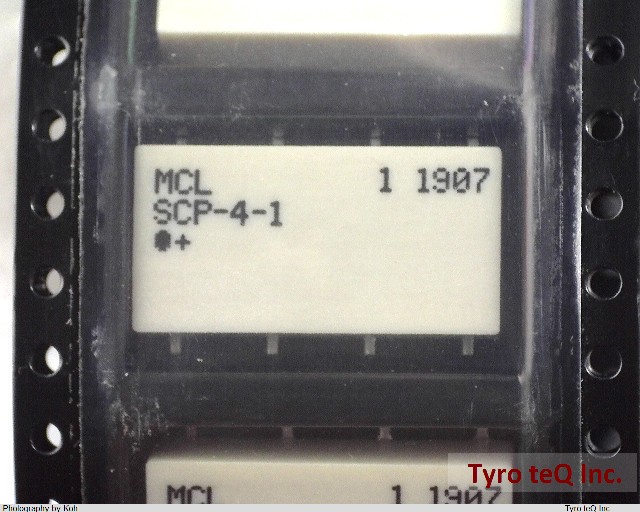 MCL 1 1907
SCP-4-1
●+
MCL 1 1907
Tyro teQ Inc.
Photography by Koh Tyro teQ Inc.